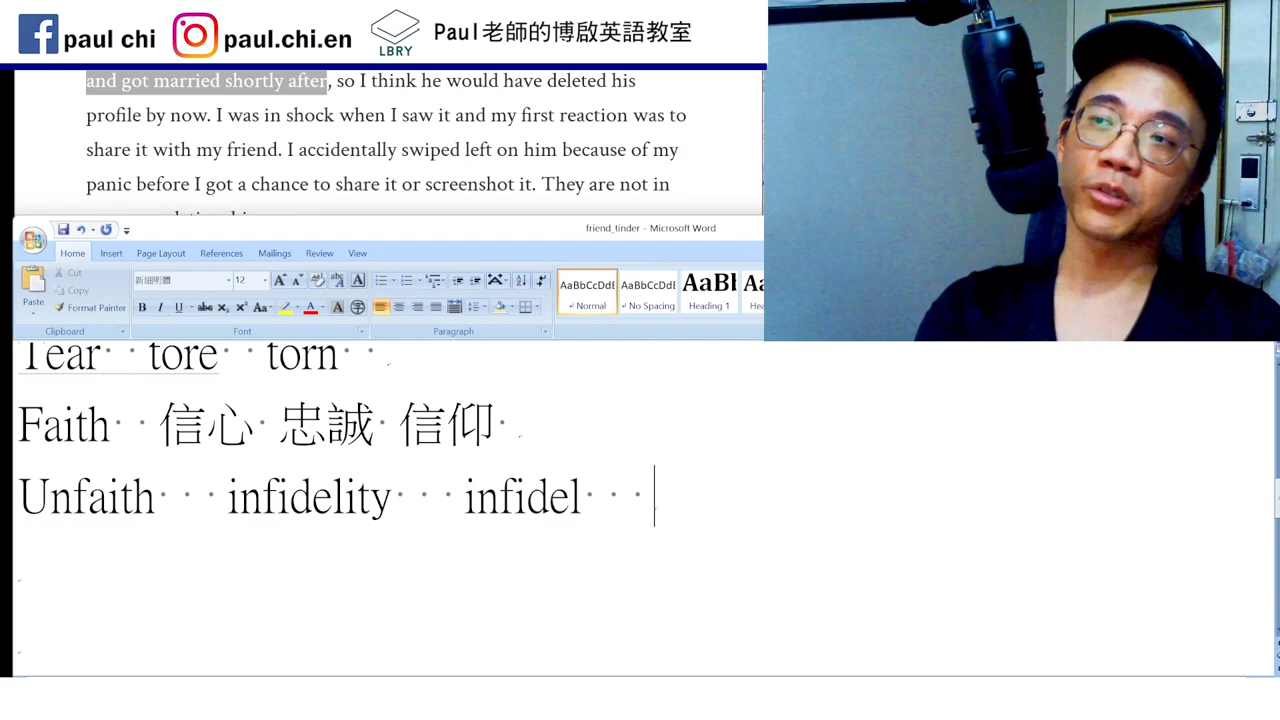 paul chi paul.chi.en LBRY Paul老師的博啟英語教室
and got married shortly after, so I think he would have deleted his
profile by now. I was in shock when I saw it and my first reaction was to
share it with my friend. I accidentally swiped left on him because of my
panic before I got a chance to share it or screenshot it. They are not in
friend_tinder - Microsoft Word
Home Insert Page Layout References Mailings Review View
Paste Cut Copy Format Painter
新細明體 12
AaBbCcDdE AaBbCcDdE AaBb
Normal No Spacing Heading 1
Clipboard Font Paragraph
Tear tore torn
Faith 信心 忠誠 信仰
Unfaith infidelity infidel